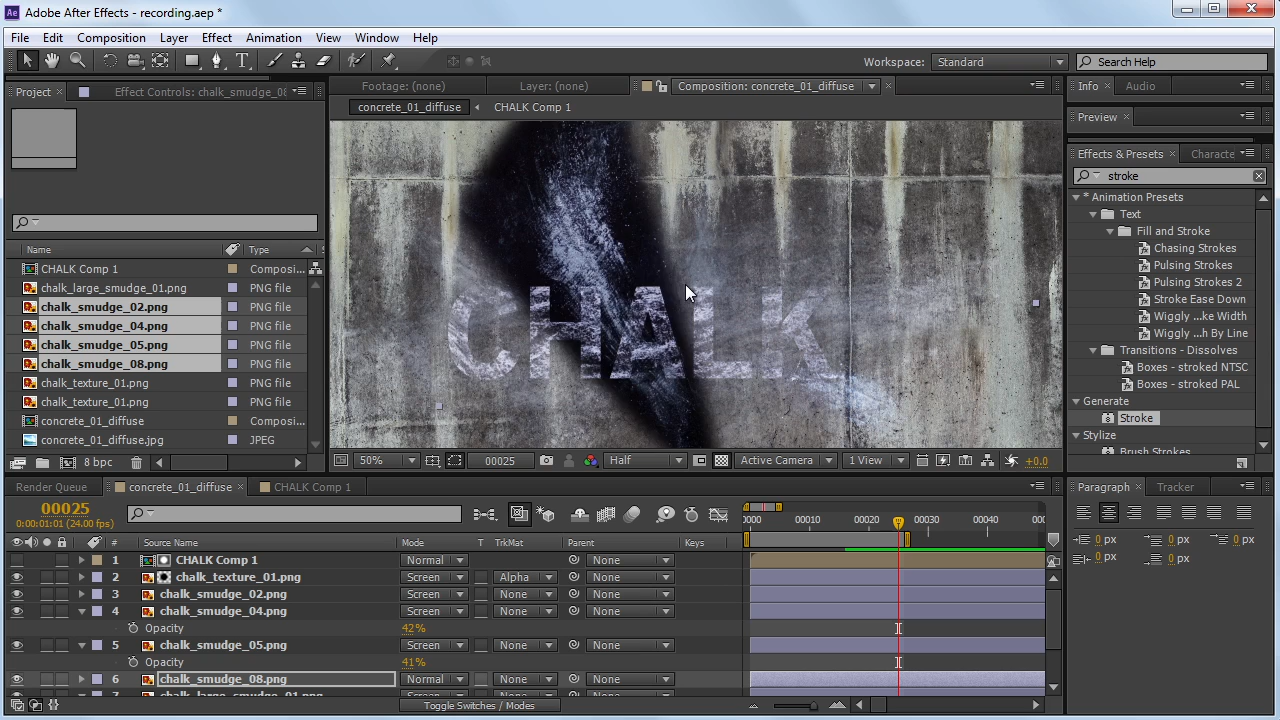 Ae Adobe After Effects - recording.aep *
File Edit Composition Layer Effect Animation View Window Help
Workspace: Standard Search Help
Project Effect Controls: chalk_smudge_08
Footage: (none) Layer: (none) Composition: concrete_01_diffuse
Info Audio
concrete_01_diffuse CHALK Comp 1
Preview
Effects & Presets Characte
stroke
* Animation Presets
Text
Fill and Stroke
Chasing Strokes
Pulsing Strokes
Pulsing Strokes 2
Stroke Ease Down
Wiggly ...ke Width
Wiggly ...h By Line
Transitions - Dissolves
Boxes - stroked NTSC
Boxes - stroked PAL
Generate
Stroke
Stylize
Brush Strokes
Name Type
CHALK Comp 1 Composi...
chalk_large_smudge_01.png PNG file
chalk_smudge_02.png PNG file
chalk_smudge_04.png PNG file
chalk_smudge_05.png PNG file
chalk_smudge_08.png PNG file
chalk_texture_01.png PNG file
chalk_texture_01.png PNG file
concrete_01_diffuse Composi...
concrete_01_diffuse.jpg JPEG
8 bpc
CHALK
50% 00025 Half Active Camera 1 View +0.0
Render Queue concrete_01_diffuse CHALK Comp 1
Paragraph Tracker
00025
0:00:01:01 (24.00 fps)
0000 00010 00020 00030 00040 000
# Source Name Mode T TrkMat Parent Keys
1 CHALK Comp 1 Normal None
2 chalk_texture_01.png Screen Alpha None
3 chalk_smudge_02.png Screen None None
4 chalk_smudge_04.png Screen None None
Opacity 42%
5 chalk_smudge_05.png Screen None None
Opacity 41%
6 chalk_smudge_08.png Normal None None
7 chalk_large_smudge_01.png
Toggle Switches / Modes
0 px 0 px 0 px
0 px 0 px